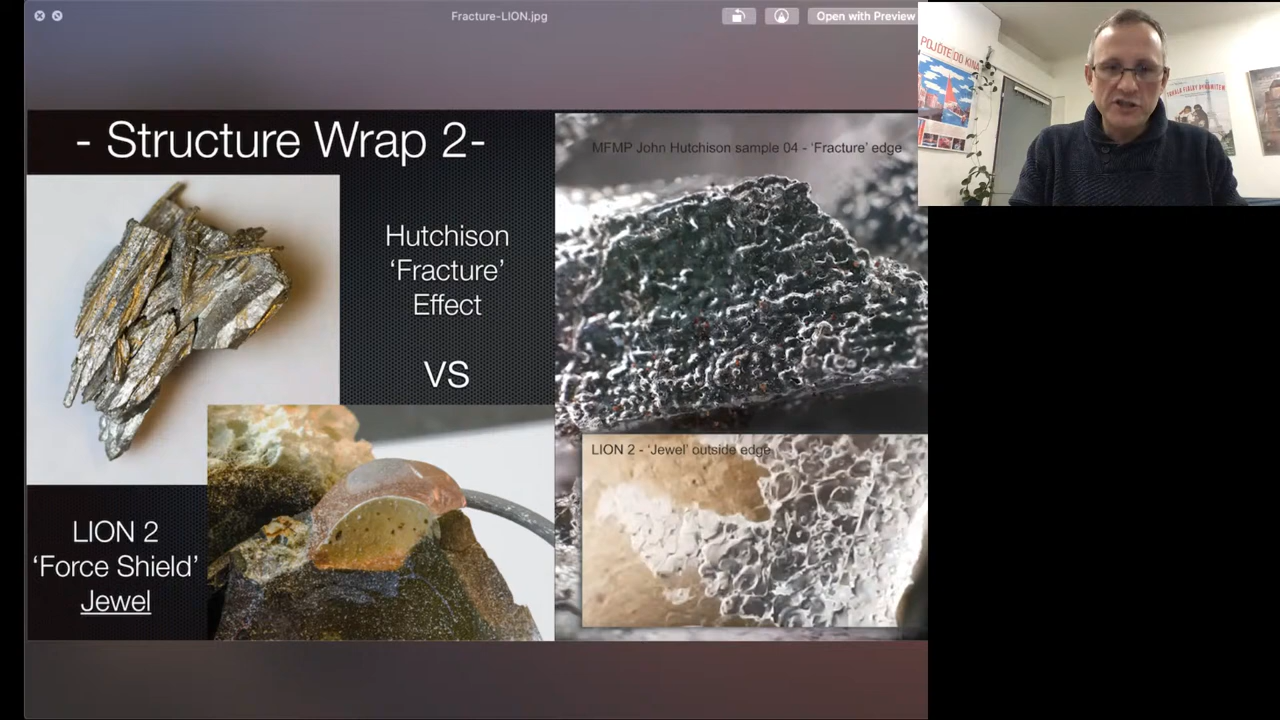 Fracture-LION.jpg
Open with Preview
- Structure Wrap 2-
Hutchison
‘Fracture’
Effect
VS
LION 2
‘Force Shield’
Jewel
MFMP John Hutchison sample 04 - ‘Fracture’ edge
LION 2 - ‘Jewel’ outside edge
POJĎTE DO KINA